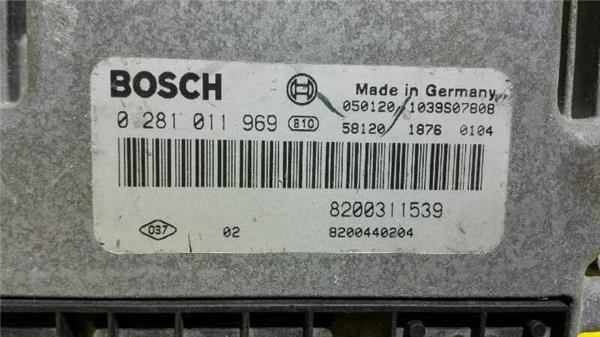 BOSCH
Made in Germany
050120 1039S07808
0 281 011 969 810
58120 1876 0104
8200311539
037 02 8200440204